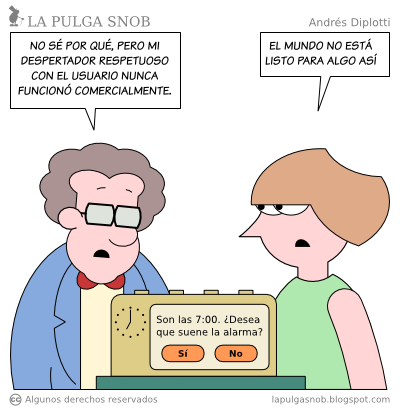 LA PULGA SNOB
Andrés Diplotti
NO SÉ POR QUÉ, PERO MI
DESPERTADOR RESPETUOSO
CON EL USUARIO NUNCA
FUNCIONÓ COMERCIALMENTE.
EL MUNDO NO ESTÁ
LISTO PARA ALGO ASÍ
Son las 7:00. ¿Desea
que suene la alarma?
Sí
No
cc Algunos derechos reservados
lapulgasnob.blogspot.com